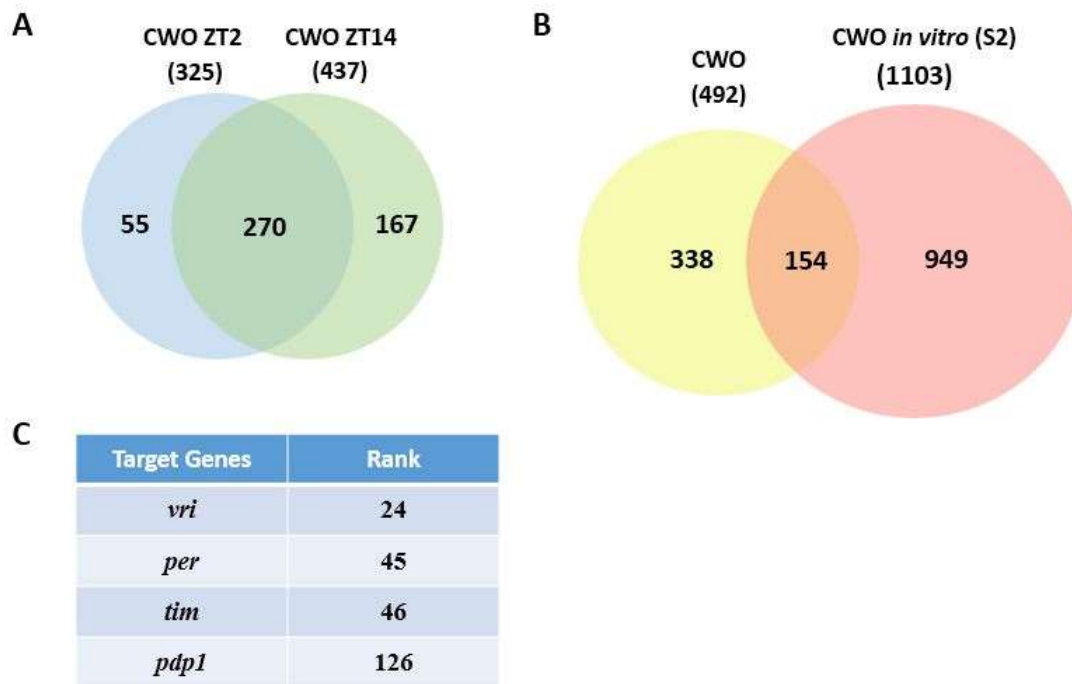 A
CWO ZT2
(325)
CWO ZT14
(437)
55
270
167
B
CWO
(492)
CWO in vitro (S2)
(1103)
338
154
949
C
Target Genes Rank
vri 24
per 45
tim 46
pdp1 126